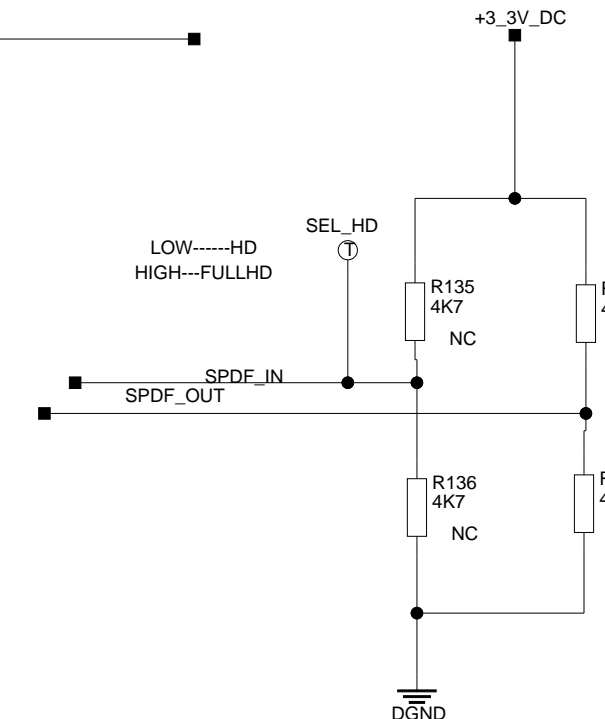 +3_3V_DC
SEL_HD
T
LOW------HD
HIGH---FULLHD
R135
4K7
NC
SPDF_IN
SPDF_OUT
R136
4K7
NC
DGND